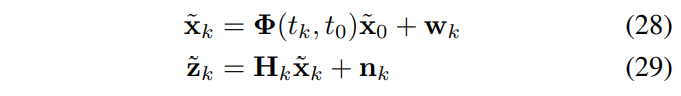 x̃ₖ = Φ(tₖ, t₀)x̃₀ + wₖ (28)
z̃ₖ = Hₖx̃ₖ + nₖ (29)